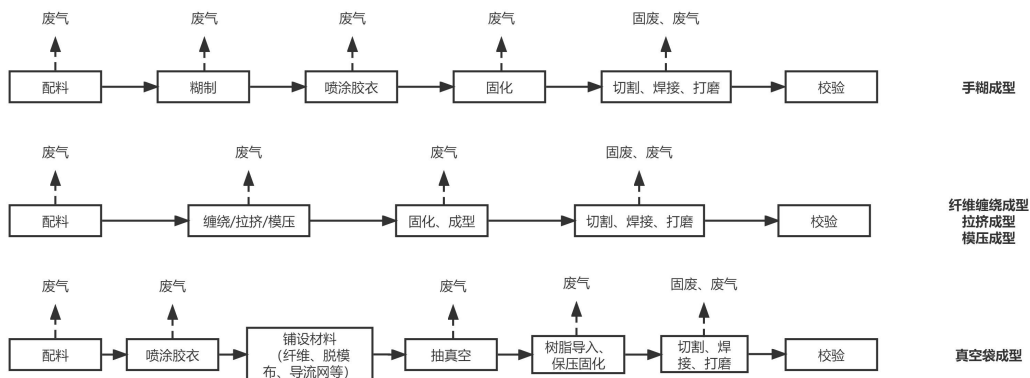 废气 废气 废气 废气 固废、废气
配料 糊制 喷涂胶衣 固化 切割、焊接、打磨 校验 手糊成型
废气 废气 废气 固废、废气
配料 缠绕/拉挤/模压 固化、成型 切割、焊接、打磨 校验
纤维缠绕成型
拉挤成型
模压成型
废气 废气 废气 废气 固废、废气
配料 喷涂胶衣
铺设材料
（纤维、脱模
布、导流网等）
抽真空
树脂导入、
保压固化
切割、焊
接、打磨
校验 真空袋成型